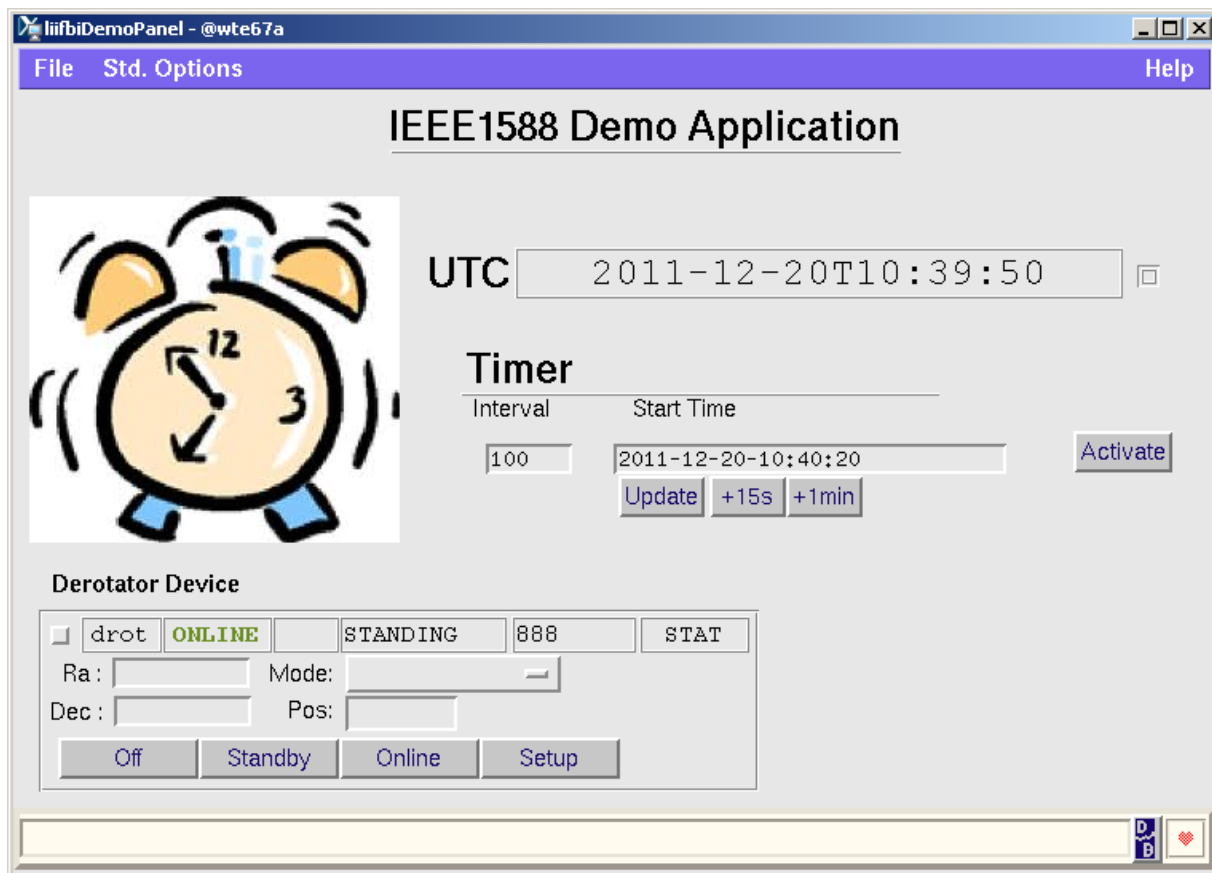 liifbiDemoPanel - @wte67a
File Std. Options Help
IEEE1588 Demo Application
12
3
UTC 2011-12-20T10:39:50
Timer
Interval Start Time
100 2011-12-20-10:40:20 Activate
Update +15s +1min
Derotator Device
drot ONLINE STANDING 888 STAT
Ra : Mode:
Dec : Pos:
Off Standby Online Setup
D
D